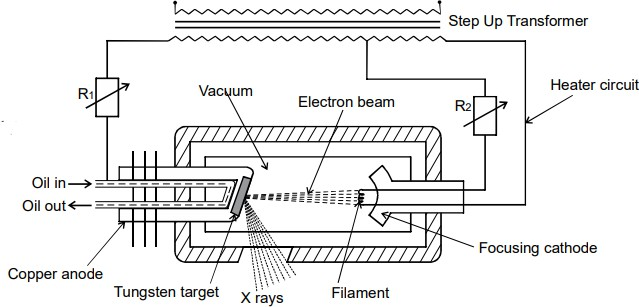 Step Up Transformer
Heater circuit
R1
Vacuum
Electron beam
R2
Oil in
Oil out
Focusing cathode
Copper anode
Tungsten target
X rays
Filament